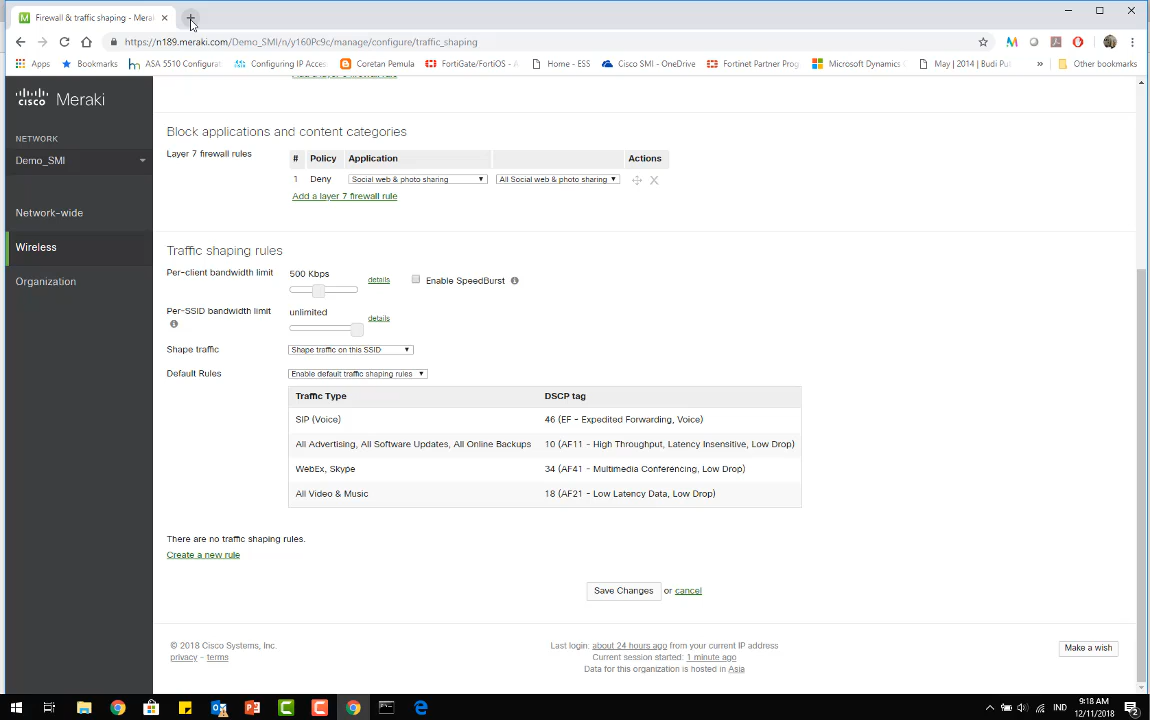 M Firewall & traffic shaping - Mera
https://n189.meraki.com/Demo_SMI/n/y160Pc9c/manage/configure/traffic_shaping
Apps Bookmarks ASA 5510 Configurat Configuring IP Acces Coretan Pemula FortiGate/FortiOS - A Home - ESS Cisco SMI - OneDrive Fortinet Partner Prog Microsoft Dynamics May | 2014 | Budi Put » Other bookmarks
cisco Meraki
NETWORK
Demo_SMI
Network-wide
Wireless
Organization
Block applications and content categories
Layer 7 firewall rules
# Policy Application Actions
1 Deny Social web & photo sharing All Social web & photo sharing X
Add a layer 7 firewall rule
Traffic shaping rules
Per-client bandwidth limit 500 Kbps details Enable SpeedBurst
Per-SSID bandwidth limit unlimited details
Shape traffic Shape traffic on this SSID
Default Rules Enable default traffic shaping rules
Traffic Type DSCP tag
SIP (Voice) 46 (EF - Expedited Forwarding, Voice)
All Advertising, All Software Updates, All Online Backups 10 (AF11 - High Throughput, Latency Insensitive, Low Drop)
WebEx, Skype 34 (AF41 - Multimedia Conferencing, Low Drop)
All Video & Music 18 (AF21 - Low Latency Data, Low Drop)
There are no traffic shaping rules.
Create a new rule
Save Changes or cancel
© 2018 Cisco Systems, Inc.
privacy - terms
Last login: about 24 hours ago from your current IP address
Current session started: 1 minute ago
Data for this organization is hosted in Asia
Make a wish
IND
9:18 AM
12/11/2018
2